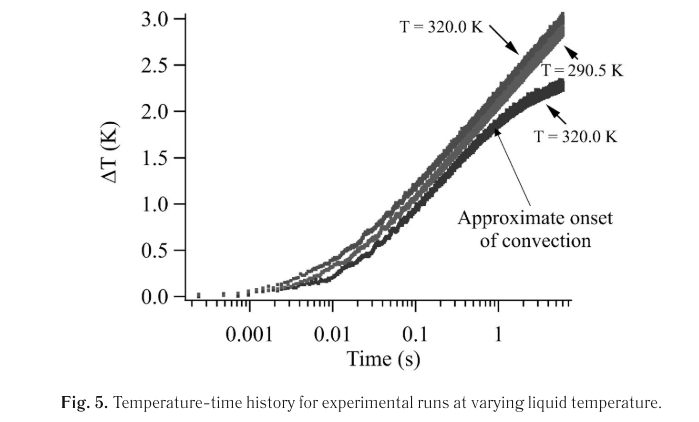 3.0
2.5
2.0
1.5
1.0
0.5
0.0
ΔT (K)
T = 320.0 K
T = 290.5 K
T = 320.0 K
Approximate onset
of convection
0.001 0.01 0.1 1
Time (s)
Fig. 5. Temperature-time history for experimental runs at varying liquid temperature.